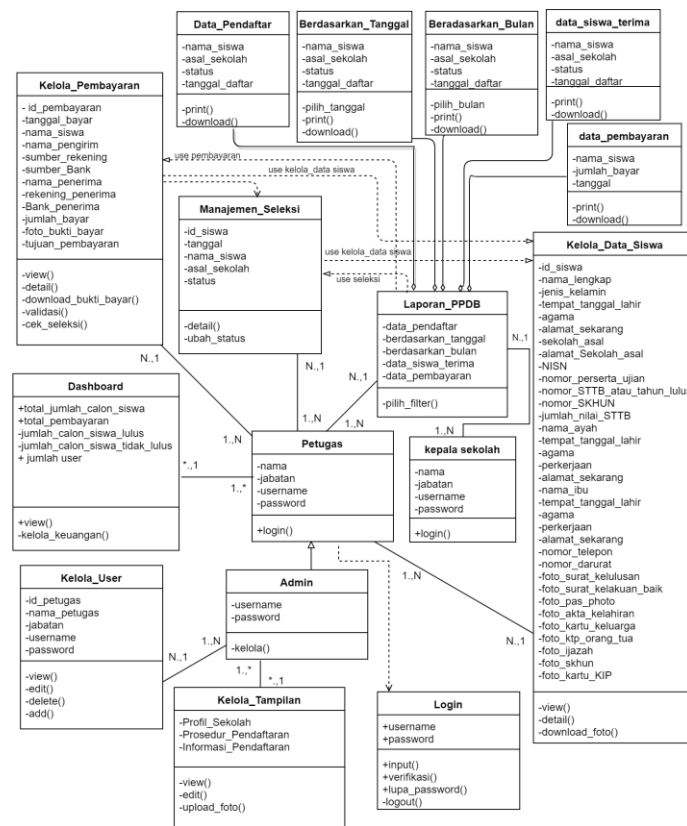 Data_Pendaftar
-nama_siswa
-asal_sekolah
-status
-tanggal_daftar
-print()
-download()
Berdasarkan_Tanggal
-nama_siswa
-asal_sekolah
-status
-tanggal_daftar
-pilih_tanggal
-print()
-download()
Beradasarkan_Bulan
-nama_siswa
-asal_sekolah
-status
-tanggal_daftar
-pilih_bulan
-print()
-download()
data_siswa_terima
-nama_siswa
-asal_sekolah
-status
-tanggal_daftar
-print()
-download()
data_pembayaran
-nama_siswa
-jumlah_bayar
-tanggal
-print()
-download()
Kelola_Pembayaran
- id_pembayaran
-tanggal_bayar
-nama_siswa
-nama_pengirim
-sumber_rekening
-sumber_Bank
-nama_penerima
-rekening_penerima
-Bank_penerima
-jumlah_bayar
-foto_bukti_bayar
-tujuan_pembayaran
-view()
-detail()
-download_bukti_bayar()
-validasi()
-cek_seleksi()
use pembayaran
use kelola_data siswa
Manajemen_Seleksi
-id_siswa
-tanggal
-nama_siswa
-asal_sekolah
-status
-detail()
-ubah_status
use kelola_data siswa
use seleksi
Laporan_PPDB
-data_pendaftar
-berdasarkan_tanggal
-berdasarkan_bulan
-data_siswa_terima
-data_pembayaran
-pilih_filter()
Kelola_Data_Siswa
-id_siswa
-nama_lengkap
-jenis_kelamin
-tempat_tanggal_lahir
-agama
-alamat_sekarang
-sekolah_asal
-alamat_Sekolah_asal
-NISN
-nomor_perserta_ujian
-nomor_STTB_atau_tahun_lulus
-nomor_SKHUN
-jumlah_nilai_STTB
-nama_ayah
-tempat_tanggal_lahir
-agama
-perkerjaan
-alamat_sekarang
-nama_ibu
-tempat_tanggal_lahir
-agama
-perkerjaan
-alamat_sekarang
-nomor_telepon
-nomor_darurat
-foto_surat_kelulusan
-foto_surat_kelakuan_baik
-foto_pas_photo
-foto_akta_kelahiran
-foto_kartu_keluarga
-foto_ktp_orang_tua
-foto_ijazah
-foto_skhun
-foto_kartu_KIP
-view()
-detail()
-download_foto()
N.,1
N.,1
N.,1
N.,1
Dashboard
+total_jumlah_calon_siswa
+total_pembayaran
-jumlah_calon_siswa_lulus
-jumlah_calon_siswa_tidak_lulus
+ jumlah user
+view()
-kelola_keuangan()
1.,N
1.,N
1.,N
1.,N
*.,1
1.,*
Petugas
-nama
-jabatan
-username
-password
+login()
kepala sekolah
-nama
-jabatan
-username
-password
+login()
1.,N
N.,1
Kelola_User
-id_petugas
-nama_petugas
-jabatan
-username
-password
-view()
-edit()
-delete()
-add()
Admin
-username
-password
-kelola()
1.,N
N.,1
1.,*
*.,1
Kelola_Tampilan
-Profil_Sekolah
-Prosedur_Pendaftaran
-Informasi_Pendaftaran
-view()
-edit()
-upload_foto()
Login
+username
+password
+input()
+verifikasi()
+lupa_password()
-logout()